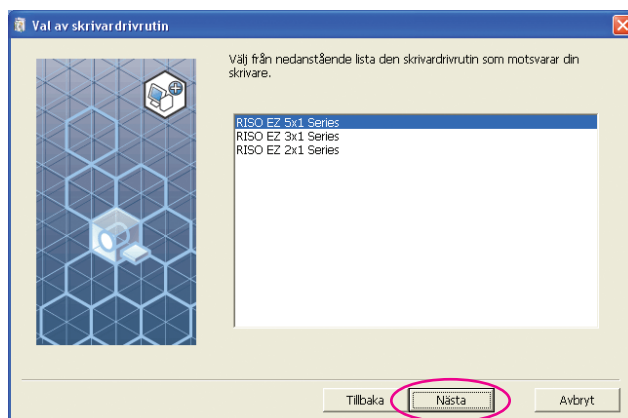 Val av skrivardrivrutin
Välj från nedanstående lista den skrivardrivrutin som motsvarar din
skrivare.
RISO EZ 5x1 Series
RISO EZ 3x1 Series
RISO EZ 2x1 Series
Tillbaka Nästa Avbryt